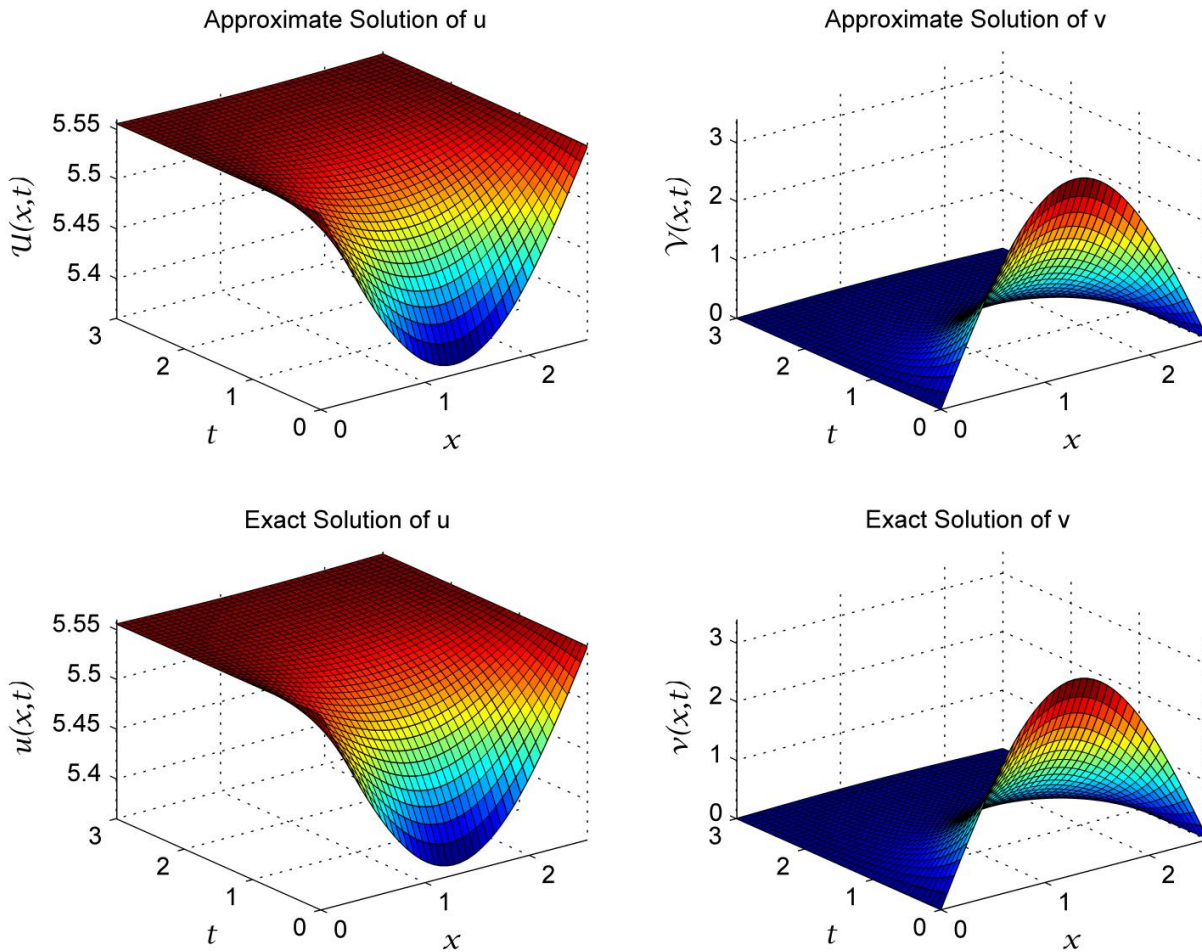 Approximate Solution of u
5.55
5.5
5.45
5.4
U(x,t)
3
2
1
0
t
0
1
2
x
Approximate Solution of v
3
2
1
0
V(x,t)
3
2
1
0
t
0
1
2
x
Exact Solution of u
5.55
5.5
5.45
5.4
u(x,t)
3
2
1
0
t
0
1
2
x
Exact Solution of v
3
2
1
0
v(x,t)
3
2
1
0
t
0
1
2
x